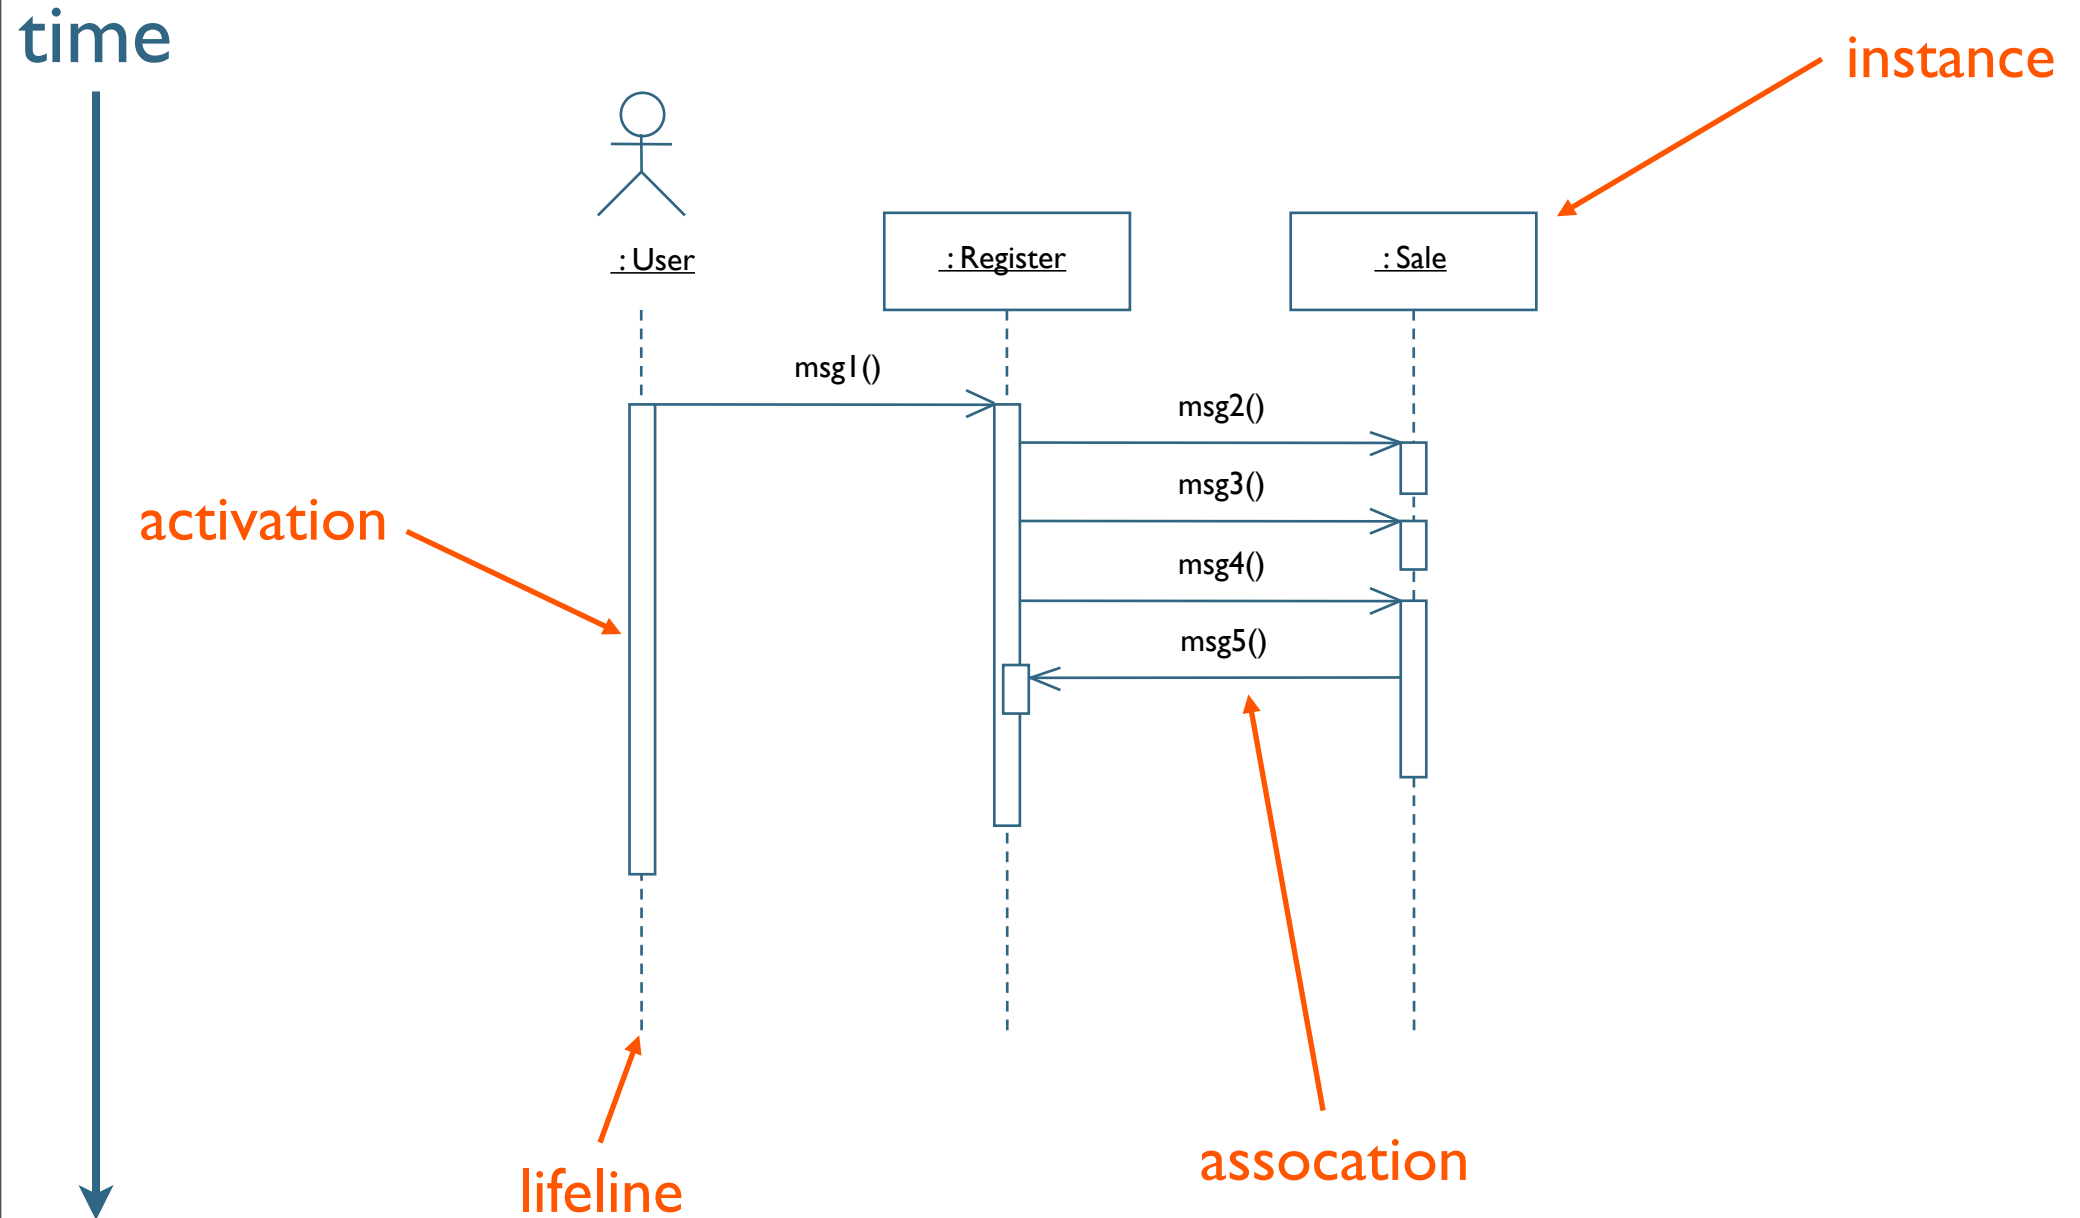 time
instance
: User
: Register
: Sale
msg1()
msg2()
msg3()
activation
msg4()
msg5()
assocation
lifeline